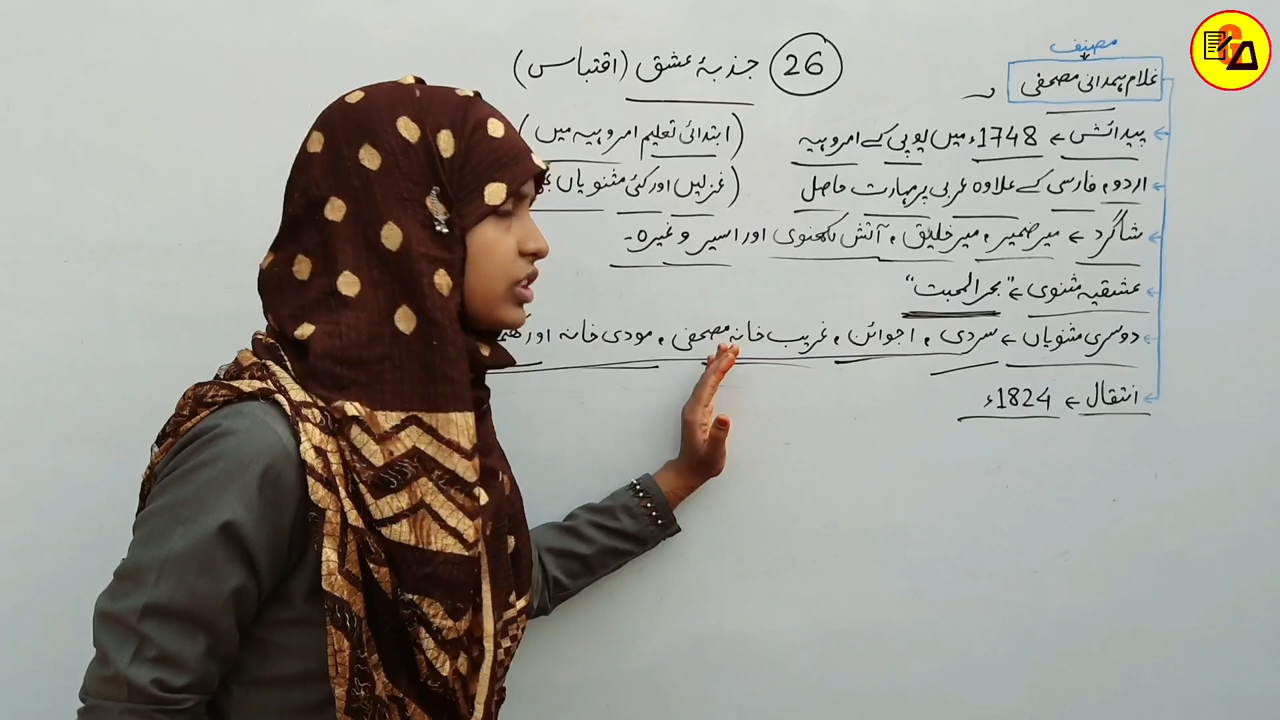 26 جذبۂ عشق (اقتباس)
مصنف
غلام ہمدانی مصحفی
پیدائش ← 1748ء میں یوپی کے امروہیہ (ابتدائی تعلیم امروہیہ میں)
اردو، فارسی کے علاوہ عربی پر مہارت حاصل (غزلیں اور کئی مثنویاں
شاگرد ← میر ضمیر، میر خلیق، آتش لکھنوی اور اسیر وغیرہ۔
عشقیہ مثنوی ← "بحر المحبت"
دوسری مثنویاں ← سردی، اجوائن، غریب خانہ مصحفی، مودی خانہ اور
انتقال ← 1824ء